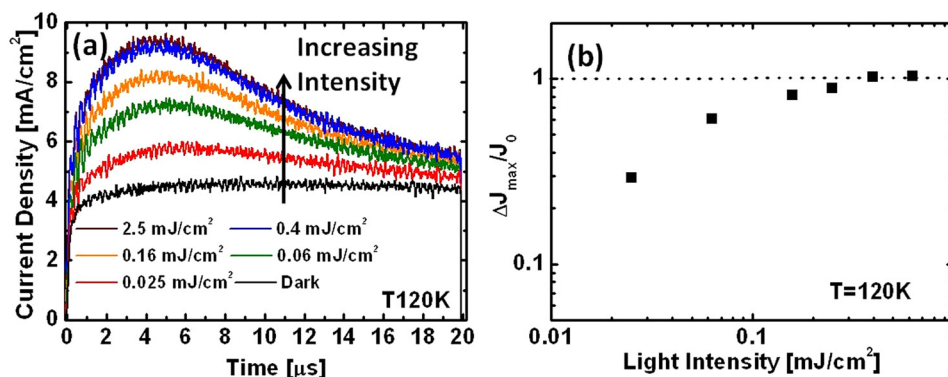 (a)
Increasing
Intensity
Current Density [mA/cm²]
10
8
6
4
2
0
2.5 mJ/cm²
0.4 mJ/cm²
0.16 mJ/cm²
0.06 mJ/cm²
0.025 mJ/cm²
Dark
T120K
0 2 4 6 8 10 12 14 16 18 20
Time [µs]
(b)
ΔJmax/J0
1
0.1
T=120K
0.01 0.1
Light Intensity [mJ/cm²]